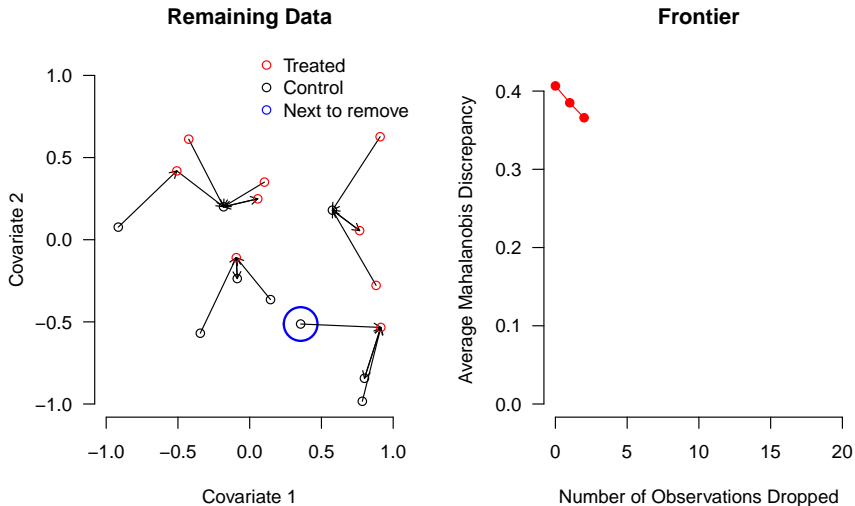 Remaining Data
Treated
Control
Next to remove
1.0
0.5
0.0
−0.5
−1.0
Covariate 2
−1.0 −0.5 0.0 0.5 1.0
Covariate 1
Frontier
0.4
0.3
0.2
0.1
0.0
Average Mahalanobis Discrepancy
0 5 10 15 20
Number of Observations Dropped